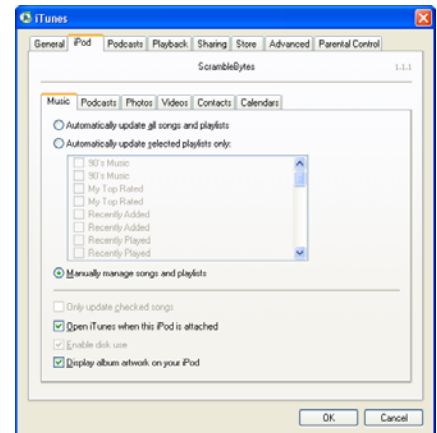 iTunes
General iPod Podcasts Playback Sharing Store Advanced Parental Control
ScrambleBytes 1.1.1
Music Podcasts Photos Videos Contacts Calendars
Automatically update all songs and playlists
Automatically update selected playlists only:
90's Music
90's Music
My Top Rated
My Top Rated
Recently Added
Recently Added
Recently Played
Recently Played
Manually manage songs and playlists
Only update checked songs
Open iTunes when this iPod is attached
Enable disk use
Display album artwork on your iPod
OK Cancel